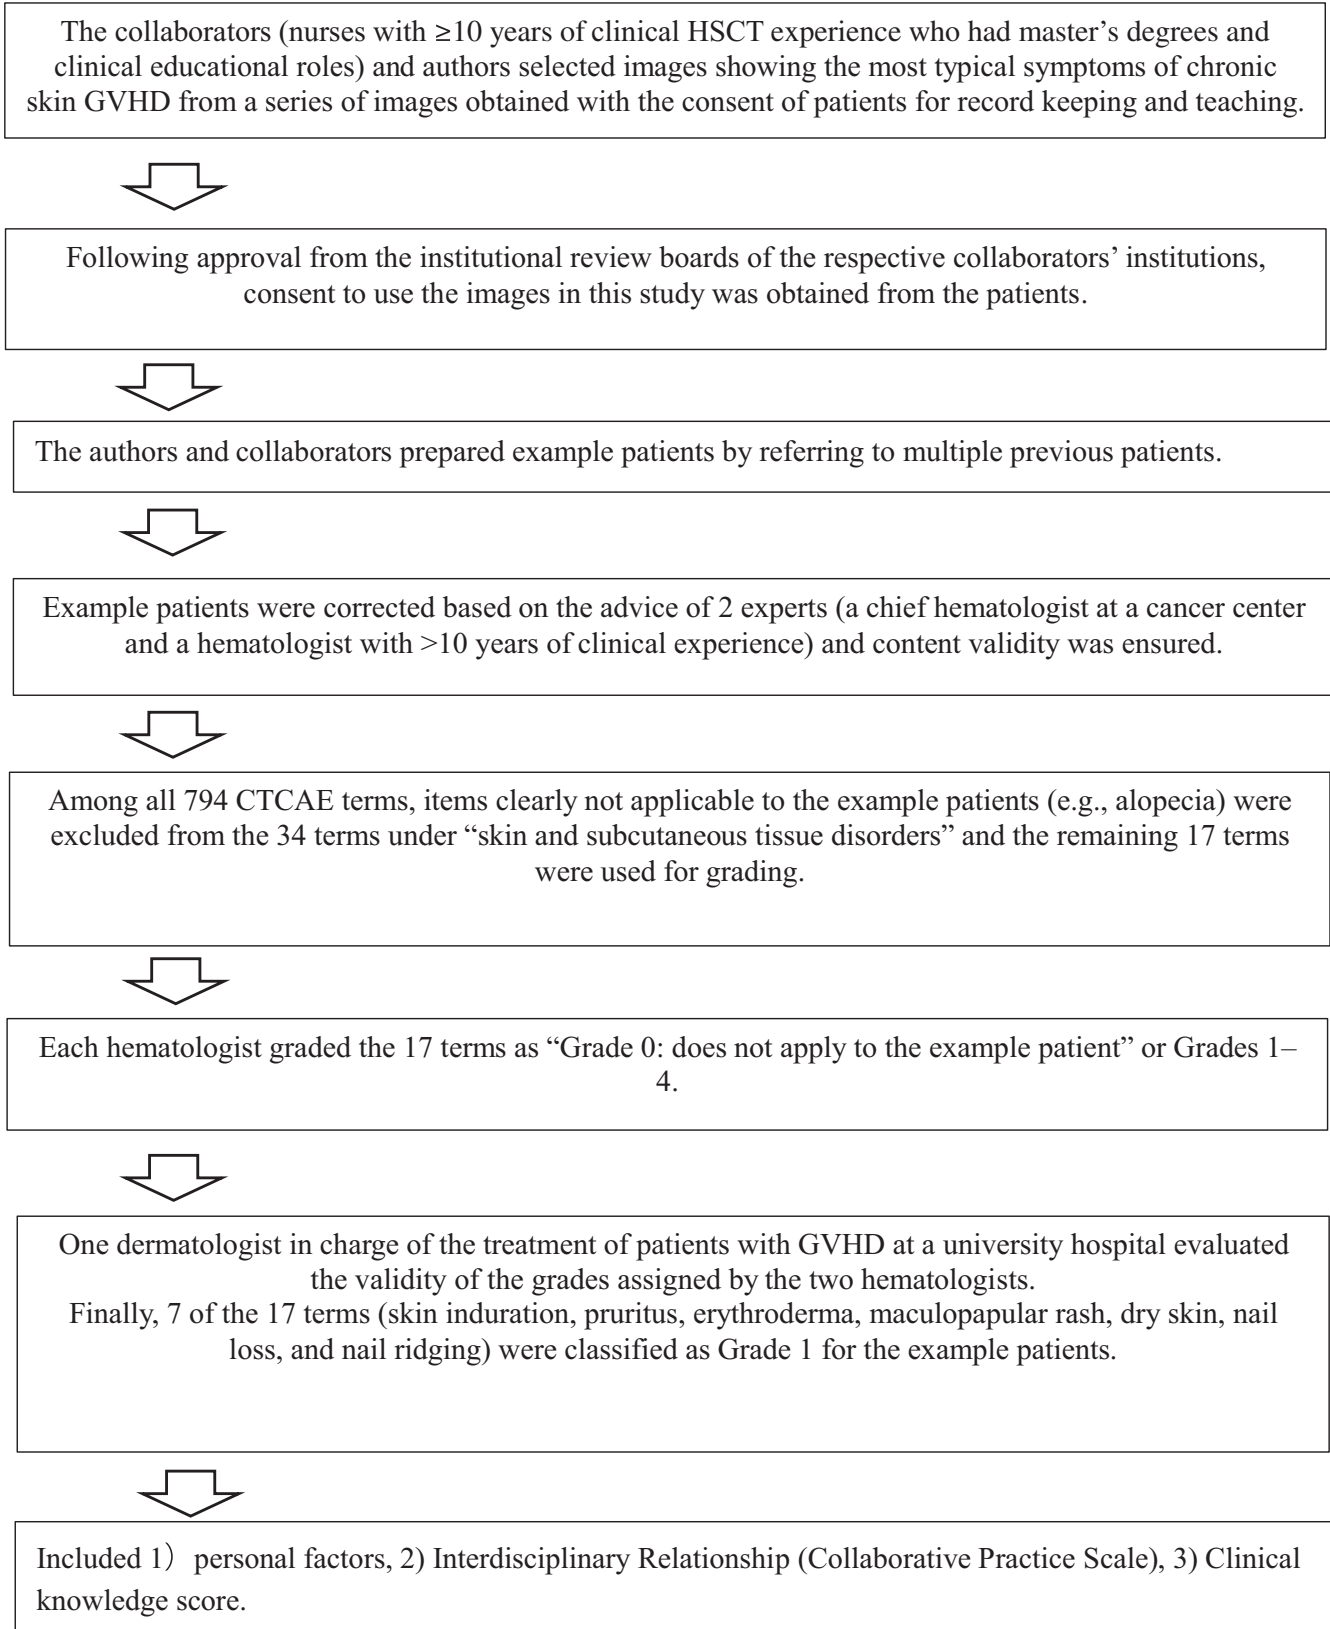 The collaborators (nurses with ≥10 years of clinical HSCT experience who had master’s degrees and
clinical educational roles) and authors selected images showing the most typical symptoms of chronic
skin GVHD from a series of images obtained with the consent of patients for record keeping and teaching.
Following approval from the institutional review boards of the respective collaborators’ institutions,
consent to use the images in this study was obtained from the patients.
The authors and collaborators prepared example patients by referring to multiple previous patients.
Example patients were corrected based on the advice of 2 experts (a chief hematologist at a cancer center
and a hematologist with >10 years of clinical experience) and content validity was ensured.
Among all 794 CTCAE terms, items clearly not applicable to the example patients (e.g., alopecia) were
excluded from the 34 terms under “skin and subcutaneous tissue disorders” and the remaining 17 terms
were used for grading.
Each hematologist graded the 17 terms as “Grade 0: does not apply to the example patient” or Grades 1–
4.
One dermatologist in charge of the treatment of patients with GVHD at a university hospital evaluated
the validity of the grades assigned by the two hematologists.
Finally, 7 of the 17 terms (skin induration, pruritus, erythroderma, maculopapular rash, dry skin, nail
loss, and nail ridging) were classified as Grade 1 for the example patients.
Included 1） personal factors, 2) Interdisciplinary Relationship (Collaborative Practice Scale), 3) Clinical
knowledge score.